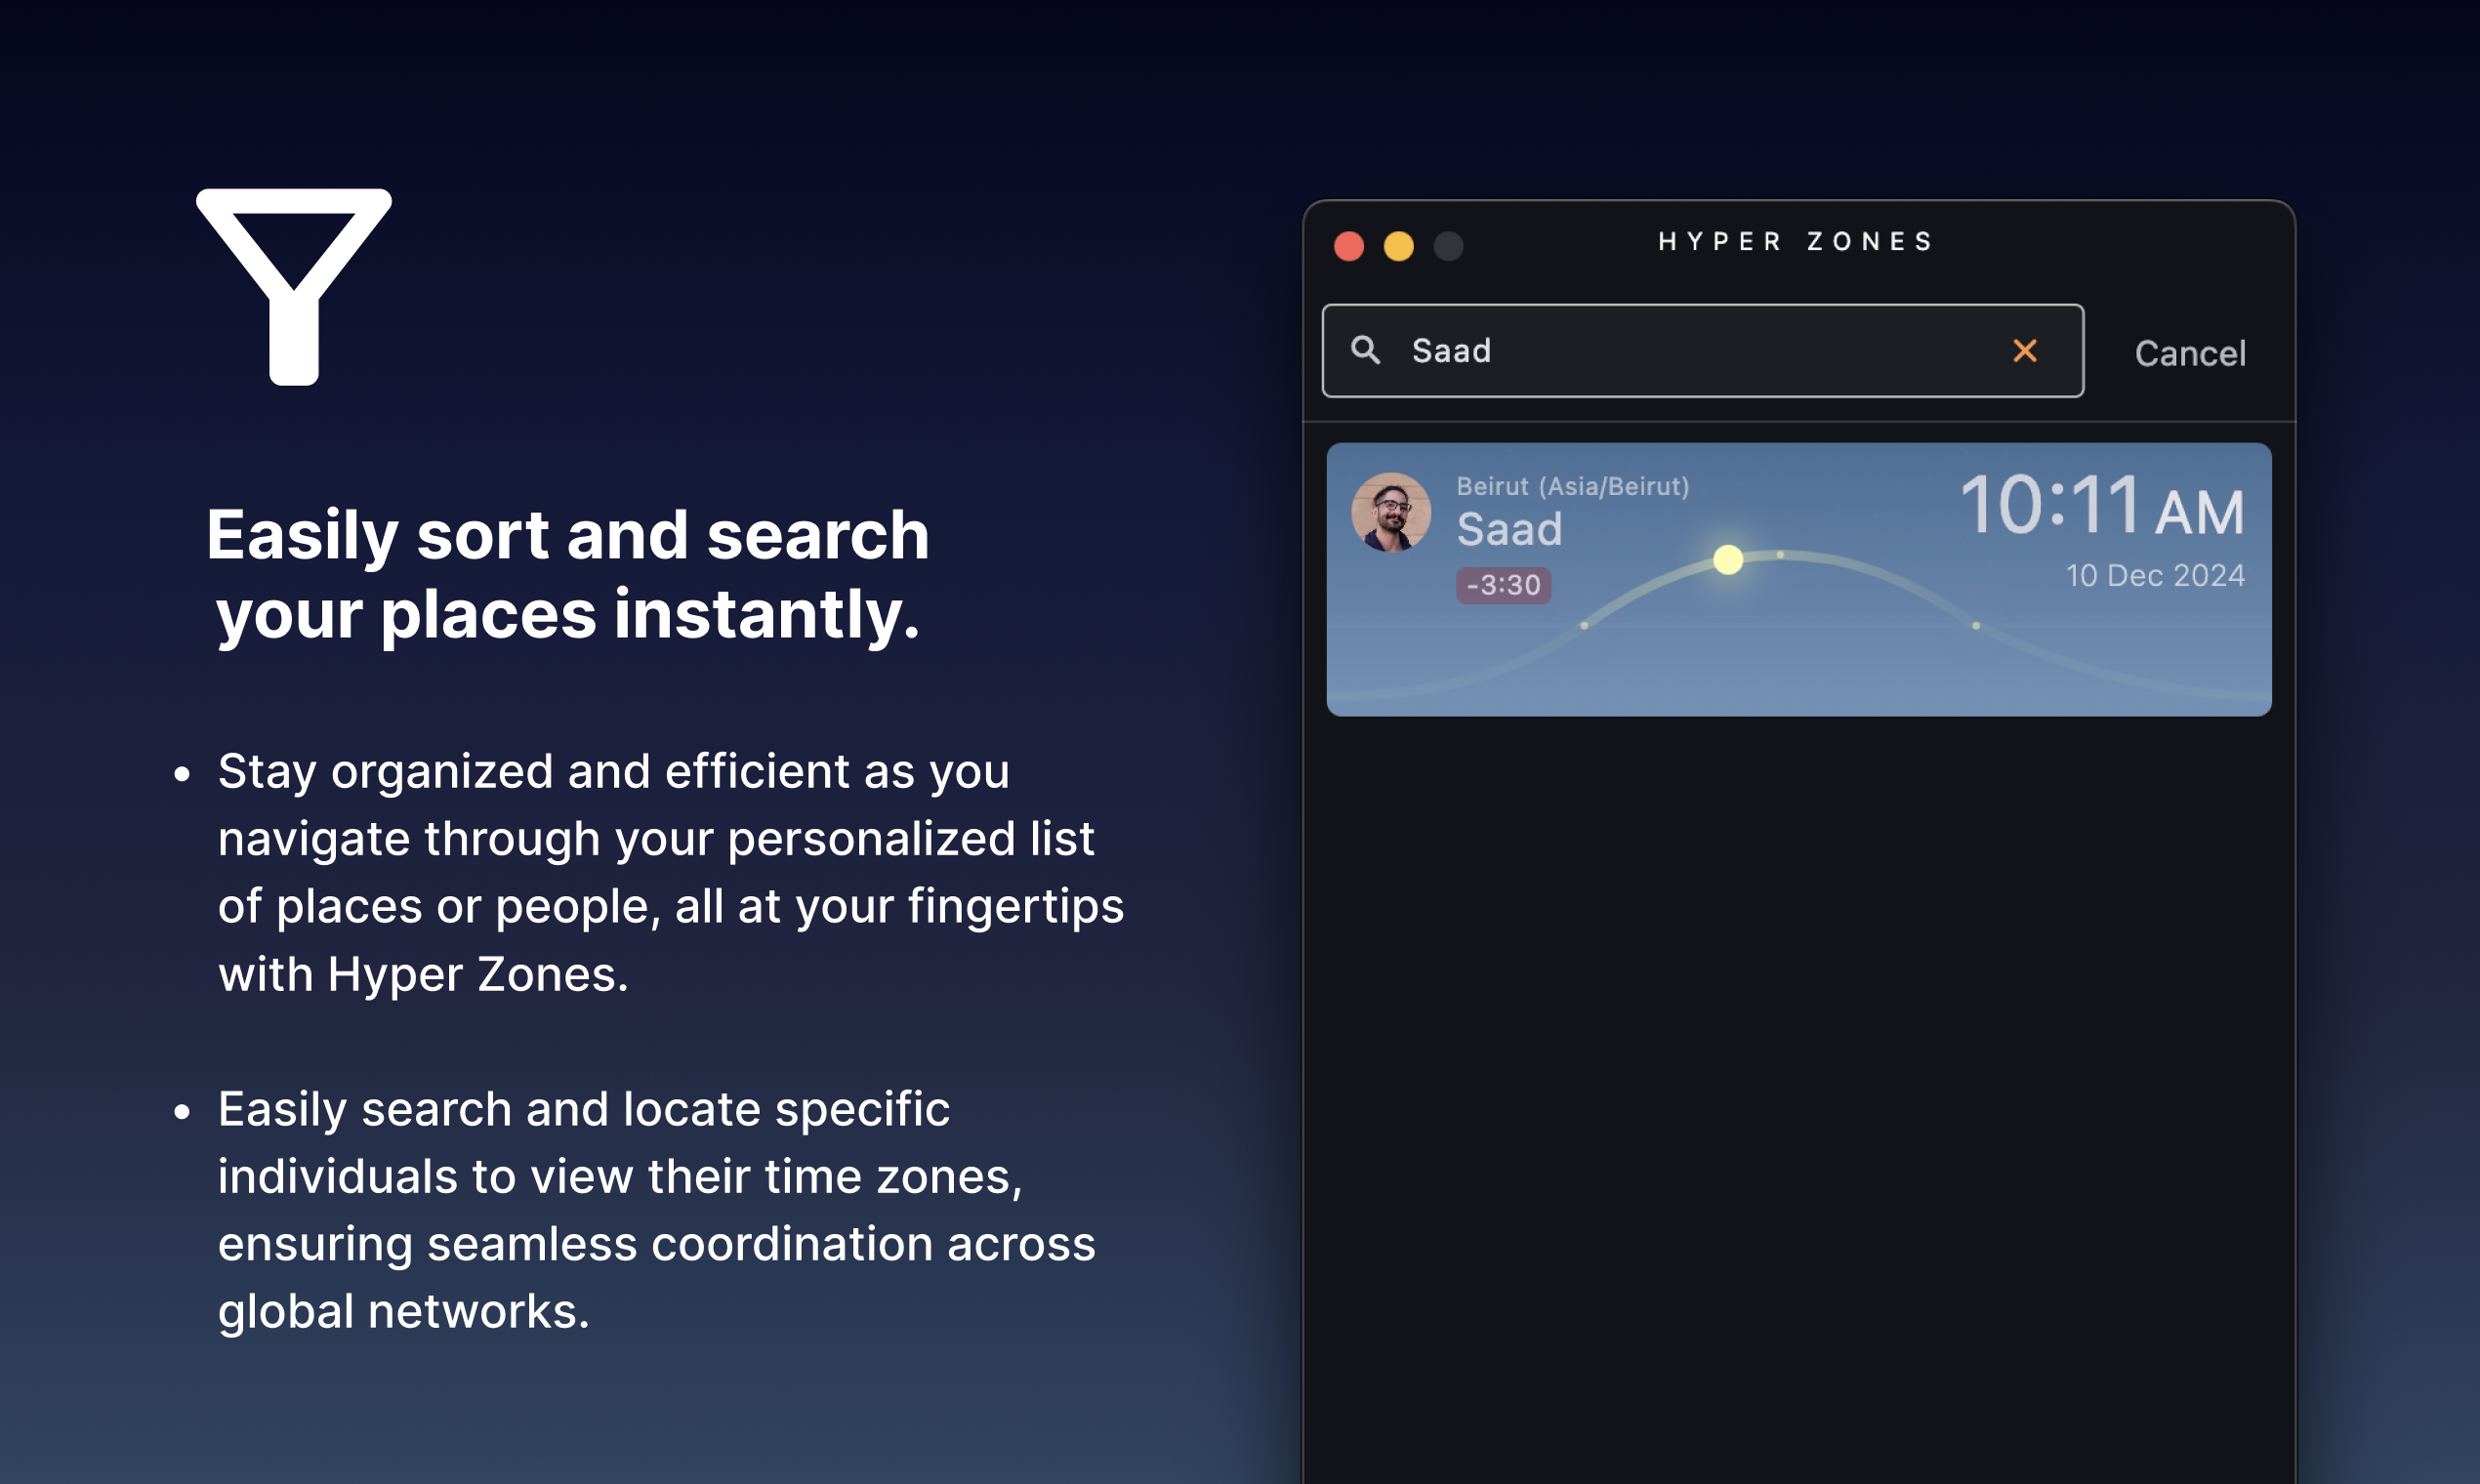 Easily sort and search
your places instantly.
• Stay organized and efficient as you
navigate through your personalized list
of places or people, all at your fingertips
with Hyper Zones.
• Easily search and locate specific
individuals to view their time zones,
ensuring seamless coordination across
global networks.
HYPER ZONES
Saad
Cancel
Beirut (Asia/Beirut)
Saad
-3:30
10:11 AM
10 Dec 2024